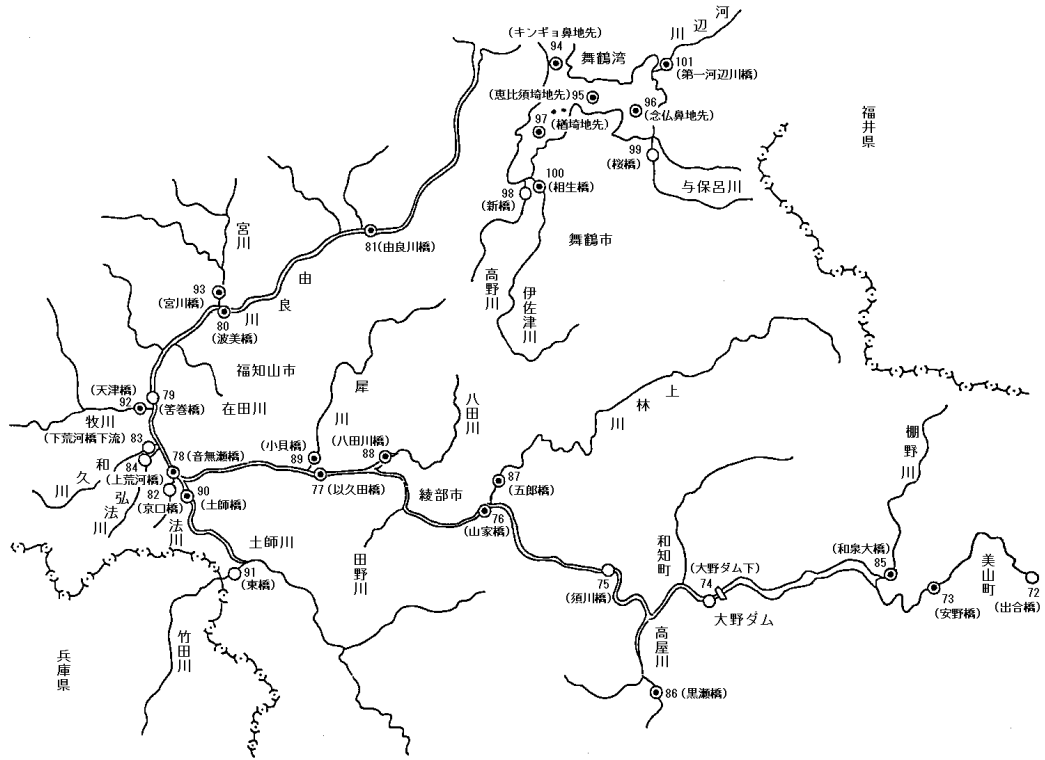 河辺川
(キンギョ鼻地先)
94
舞鶴湾
101
(第一河辺川橋)
(恵比須埼地先)95
96
(念仏鼻地先)
97
(楢埼地先)
福井県
99
(桜橋)
与保呂川
100
(相生橋)
98
(新橋)
舞鶴市
高野川
伊佐津川
宮川
81(由良川橋)
由良川
93
(宮川橋)
80
(波美橋)
福知山市
在田川
(天津橋)
92
79
(筈巻橋)
牧川
(下荒河橋下流)
83
84
(上荒河橋)
和久川
弘法川
78(音無瀬橋)
82
(京口橋)
法川
90
(土師橋)
犀川
(小貝橋)
89
77(以久田橋)
八田川
(八田川橋)
88
綾部市
上林川
87
(五郎橋)
76
(山家橋)
田野川
土師川
91
(東橋)
竹田川
兵庫県
75
(須川橋)
和知町
(大野ダム下)
74
大野ダム
高屋川
86(黒瀬橋)
棚野川
(和泉大橋)
85
美山町
73
(安野橋)
72
(出合橋)